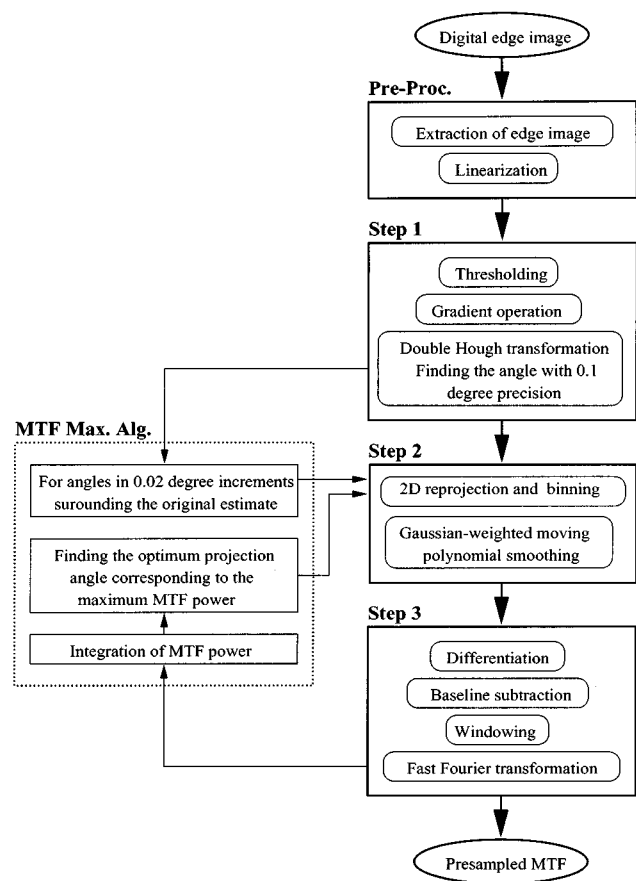 Digital edge image
Pre-Proc.
Extraction of edge image
Linearization
Step 1
Thresholding
Gradient operation
Double Hough transformation
Finding the angle with 0.1
degree precision
MTF Max. Alg.
For angles in 0.02 degree increments
surounding the original estimate
Finding the optimum projection
angle corresponding to the
maximum MTF power
Integration of MTF power
Step 2
2D reprojection and binning
Gaussian-weighted moving
polynomial smoothing
Step 3
Differentiation
Baseline subtraction
Windowing
Fast Fourier transformation
Presampled MTF